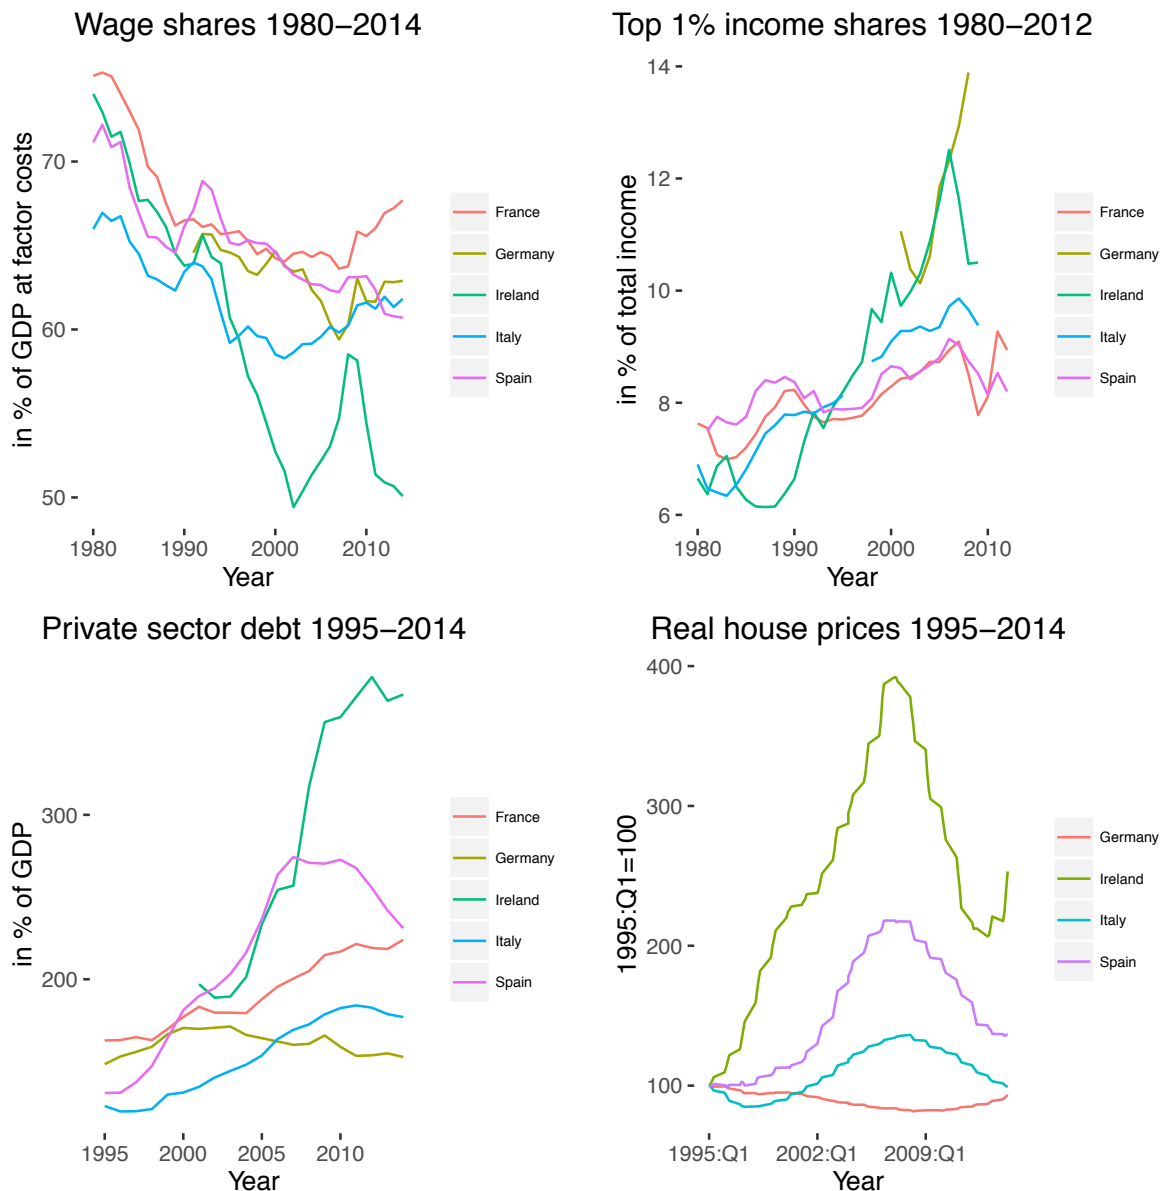 Wage shares 1980−2014
in % of GDP at factor costs
70
60
50
1980 1990 2000 2010
Year
France
Germany
Ireland
Italy
Spain
Top 1% income shares 1980−2012
in % of total income
14
12
10
8
6
1980 1990 2000 2010
Year
France
Germany
Ireland
Italy
Spain
Private sector debt 1995−2014
in % of GDP
300
200
1995 2000 2005 2010
Year
France
Germany
Ireland
Italy
Spain
Real house prices 1995−2014
1995:Q1=100
400
300
200
100
1995:Q1 2002:Q1 2009:Q1
Year
Germany
Ireland
Italy
Spain